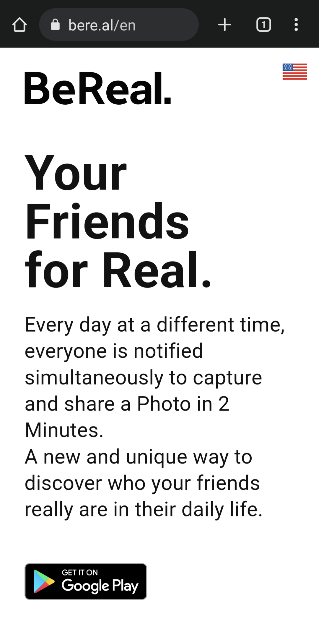 bere.al/en
1
BeReal.
Your
Friends
for Real.
Every day at a different time,
everyone is notified
simultaneously to capture
and share a Photo in 2
Minutes.
A new and unique way to
discover who your friends
really are in their daily life.
GET IT ON
Google Play